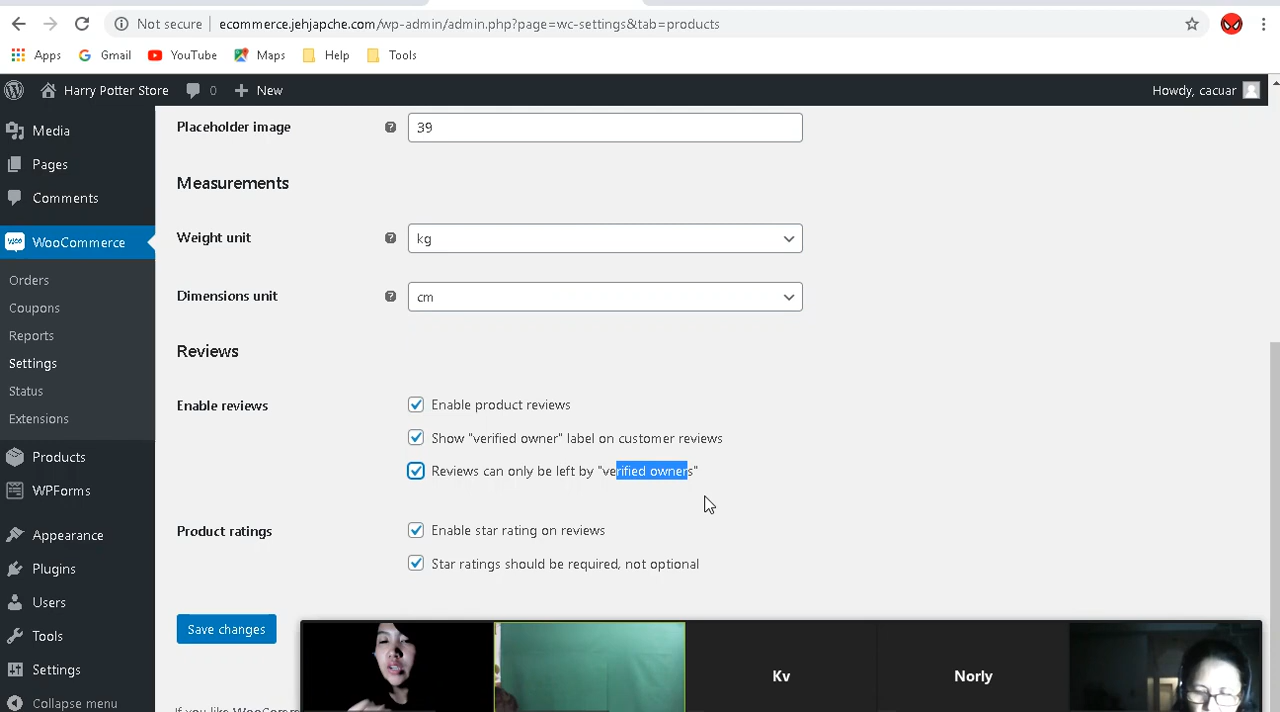 Not secure ecommerce.jehjapche.com/wp-admin/admin.php?page=wc-settings&tab=products
Apps Gmail YouTube Maps Help Tools
Harry Potter Store 0 New Howdy, cacuar
Media
Pages
Comments
WooCommerce
Orders
Coupons
Reports
Settings
Status
Extensions
Products
WPForms
Appearance
Plugins
Users
Tools
Settings
Collapse menu
Placeholder image 39
Measurements
Weight unit kg
Dimensions unit cm
Reviews
Enable reviews Enable product reviews
Show "verified owner" label on customer reviews
Reviews can only be left by "verified owners"
Product ratings Enable star rating on reviews
Star ratings should be required, not optional
Save changes
Kv Norly